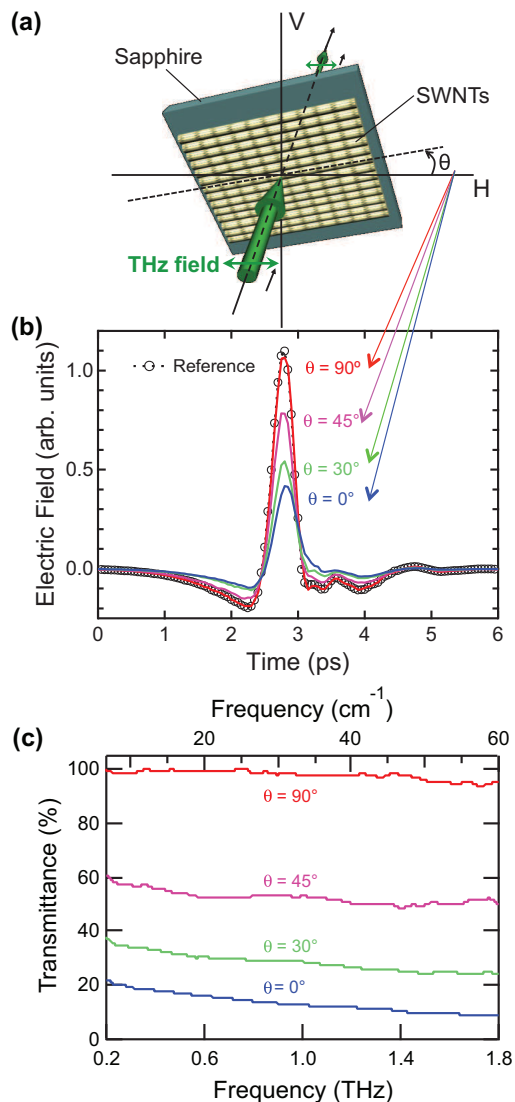 (a)
V
Sapphire
SWNTs
θ
H
THz field
(b)
Electric Field (arb. units)
1.0
0.5
0.0
Reference
θ = 90º
θ = 45°
θ = 30°
θ = 0°
0 1 2 3 4 5 6
Time (ps)
Frequency (cm⁻¹)
(c)
20 40 60
Transmittance (%)
100
80
60
40
20
0
θ = 90°
θ = 45°
θ = 30°
θ = 0°
0.2 0.6 1.0 1.4 1.8
Frequency (THz)